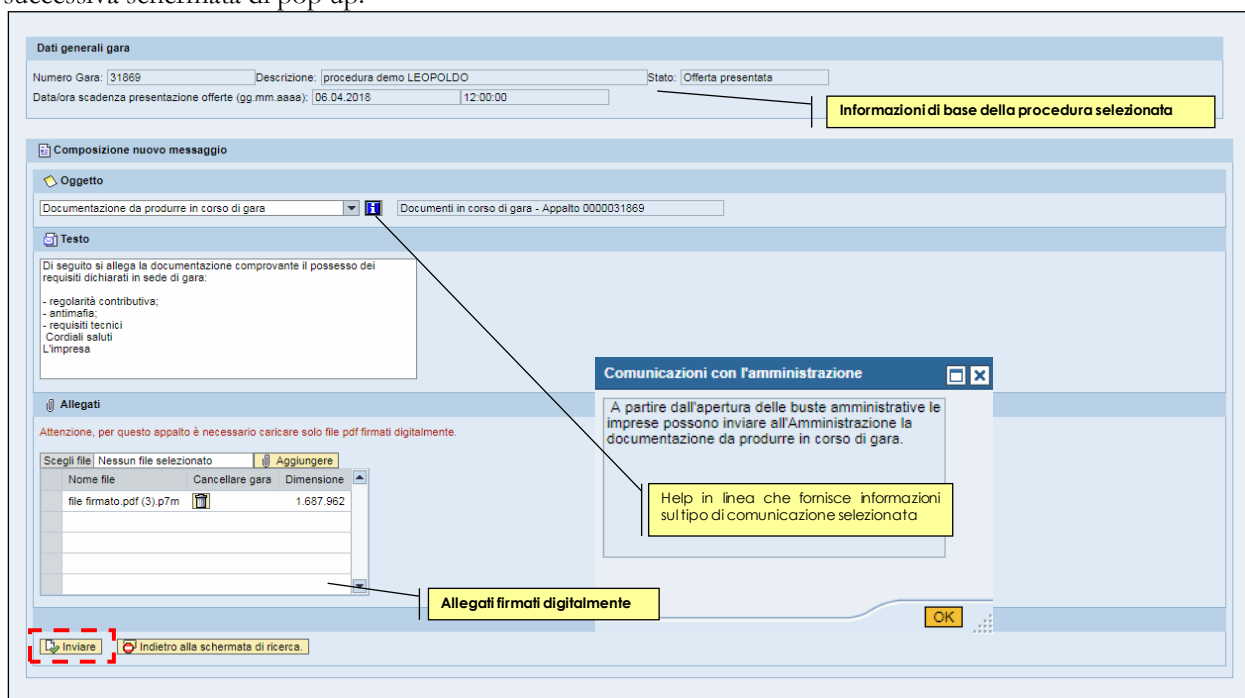 successiva schermata di pop up.
Dati generali gara
Numero Gara: 31869 Descrizione: procedura demo LEOPOLDO Stato: Offerta presentata
Data/ora scadenza presentazione offerte (gg.mm.aaaa): 06.04.2018 12:00:00
Informazioni di base della procedura selezionata
Composizione nuovo messaggio
Oggetto
Documentazione da produrre in corso di gara Documenti in corso di gara - Appalto 0000031869
Testo
Di seguito si allega la documentazione comprovante il possesso dei
requisiti dichiarati in sede di gara:
- regolarità contributiva;
- antimafia;
- requisiti tecnici
Cordiali saluti
L'impresa
Comunicazioni con l'amministrazione
A partire dall'apertura delle buste amministrative le
imprese possono inviare all'Amministrazione la
documentazione da produrre in corso di gara.
Help in linea che fornisce informazioni
sul tipo di comunicazione selezionata
OK
Allegati
Attenzione, per questo appalto è necessario caricare solo file pdf firmati digitalmente.
Scegli file Nessun file selezionato Aggiungere
Nome file Cancellare gara Dimensione
file firmato.pdf (3).p7m 1.687.962
Allegati firmati digitalmente
Inviare Indietro alla schermata di ricerca.